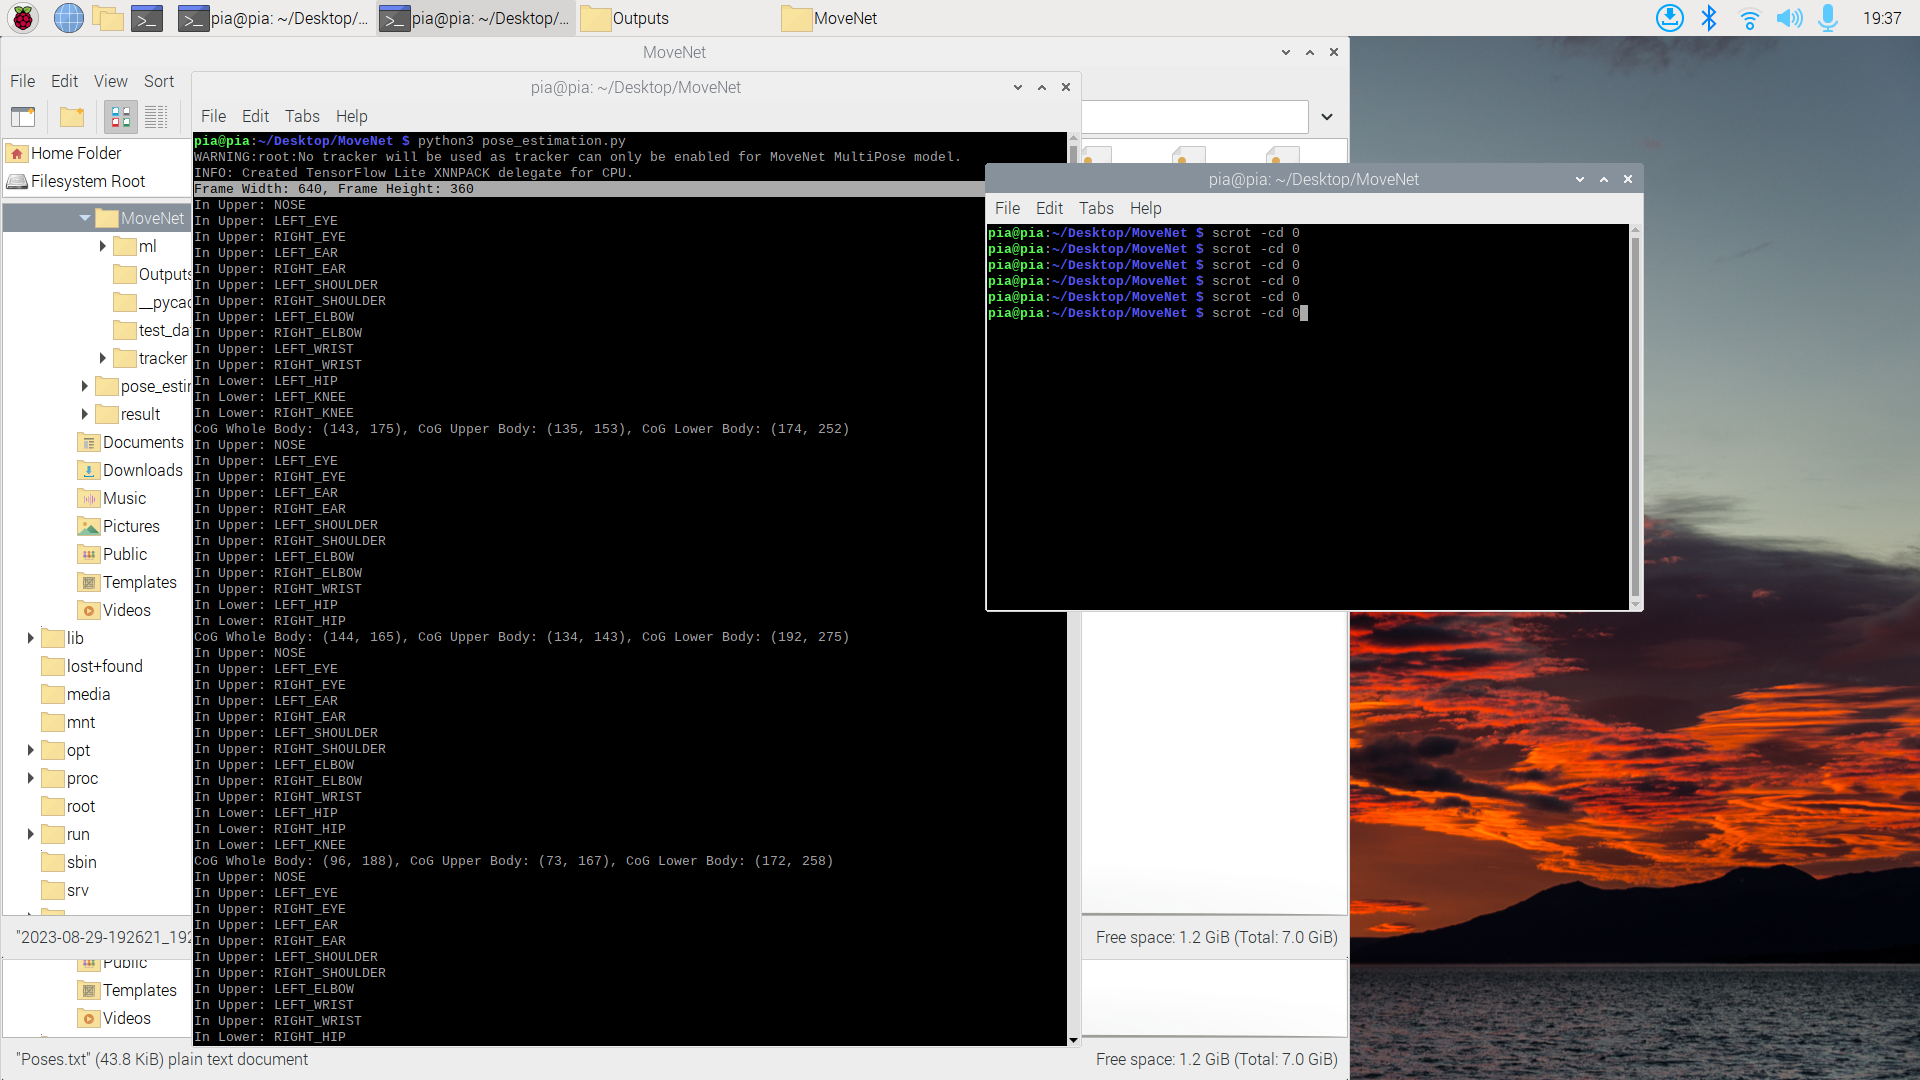 pia@pia: ~/Desktop/...
pia@pia: ~/Desktop/...
Outputs
MoveNet
19:37
MoveNet
File Edit View Sort
Home Folder
Filesystem Root
MoveNet
ml
Outputs
__pycac
test_da
tracker
pose_estir
result
Documents
Downloads
Music
Pictures
Public
Templates
Videos
lib
lost+found
media
mnt
opt
proc
root
run
sbin
srv
"2023-08-29-192621_192
Free space: 1.2 GiB (Total: 7.0 GiB)
Public
Templates
Videos
"Poses.txt" (43.8 KiB) plain text document
Free space: 1.2 GiB (Total: 7.0 GiB)
pia@pia: ~/Desktop/MoveNet
File Edit Tabs Help
pia@pia:~/Desktop/MoveNet $ python3 pose_estimation.py
WARNING:root:No tracker will be used as tracker can only be enabled for MoveNet MultiPose model.
INFO: Created TensorFlow Lite XNNPACK delegate for CPU.
Frame Width: 640, Frame Height: 360
In Upper: NOSE
In Upper: LEFT_EYE
In Upper: RIGHT_EYE
In Upper: LEFT_EAR
In Upper: RIGHT_EAR
In Upper: LEFT_SHOULDER
In Upper: RIGHT_SHOULDER
In Upper: LEFT_ELBOW
In Upper: RIGHT_ELBOW
In Upper: LEFT_WRIST
In Upper: RIGHT_WRIST
In Lower: LEFT_HIP
In Lower: LEFT_KNEE
In Lower: RIGHT_KNEE
CoG Whole Body: (143, 175), CoG Upper Body: (135, 153), CoG Lower Body: (174, 252)
In Upper: NOSE
In Upper: LEFT_EYE
In Upper: RIGHT_EYE
In Upper: LEFT_EAR
In Upper: RIGHT_EAR
In Upper: LEFT_SHOULDER
In Upper: RIGHT_SHOULDER
In Upper: LEFT_ELBOW
In Upper: RIGHT_ELBOW
In Upper: RIGHT_WRIST
In Lower: LEFT_HIP
In Lower: RIGHT_HIP
CoG Whole Body: (144, 165), CoG Upper Body: (134, 143), CoG Lower Body: (192, 275)
In Upper: NOSE
In Upper: LEFT_EYE
In Upper: RIGHT_EYE
In Upper: LEFT_EAR
In Upper: RIGHT_EAR
In Upper: LEFT_SHOULDER
In Upper: RIGHT_SHOULDER
In Upper: LEFT_ELBOW
In Upper: RIGHT_ELBOW
In Upper: RIGHT_WRIST
In Lower: LEFT_HIP
In Lower: RIGHT_HIP
In Lower: LEFT_KNEE
CoG Whole Body: (96, 188), CoG Upper Body: (73, 167), CoG Lower Body: (172, 258)
In Upper: NOSE
In Upper: LEFT_EYE
In Upper: RIGHT_EYE
In Upper: LEFT_EAR
In Upper: RIGHT_EAR
In Upper: LEFT_SHOULDER
In Upper: RIGHT_SHOULDER
In Upper: LEFT_ELBOW
In Upper: LEFT_WRIST
In Upper: RIGHT_WRIST
In Lower: RIGHT_HIP
pia@pia: ~/Desktop/MoveNet
File Edit Tabs Help
pia@pia:~/Desktop/MoveNet $ scrot -cd 0
pia@pia:~/Desktop/MoveNet $ scrot -cd 0
pia@pia:~/Desktop/MoveNet $ scrot -cd 0
pia@pia:~/Desktop/MoveNet $ scrot -cd 0
pia@pia:~/Desktop/MoveNet $ scrot -cd 0
pia@pia:~/Desktop/MoveNet $ scrot -cd 0